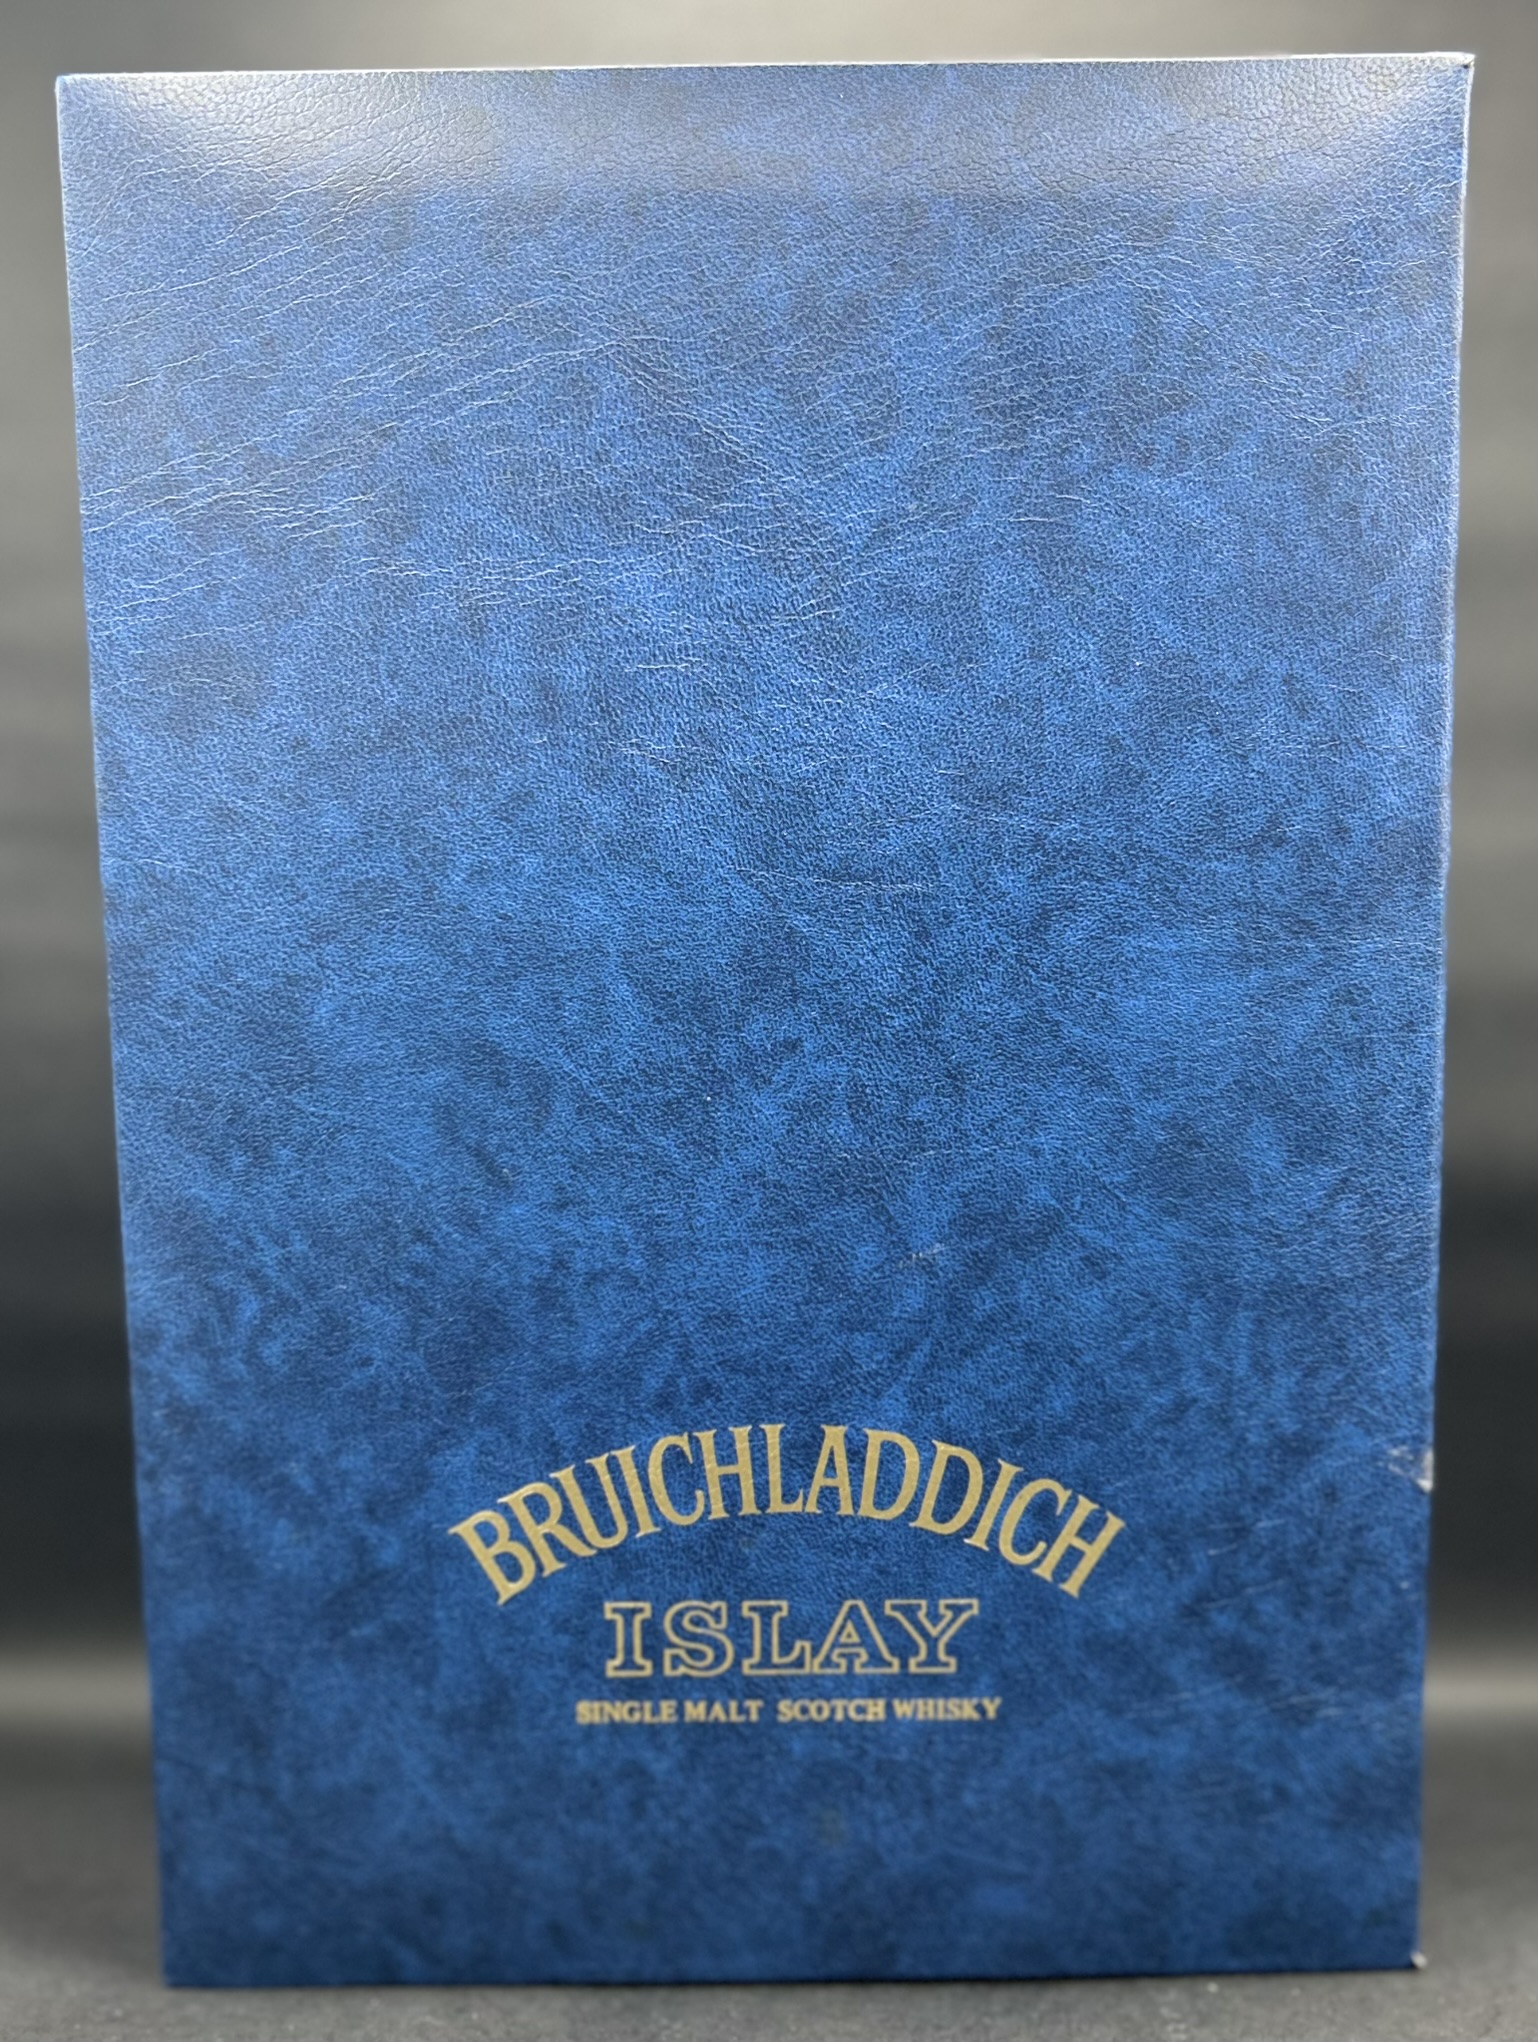 BRUICHLADDICH
ISLAY
SINGLE MALT SCOTCH WHISKY